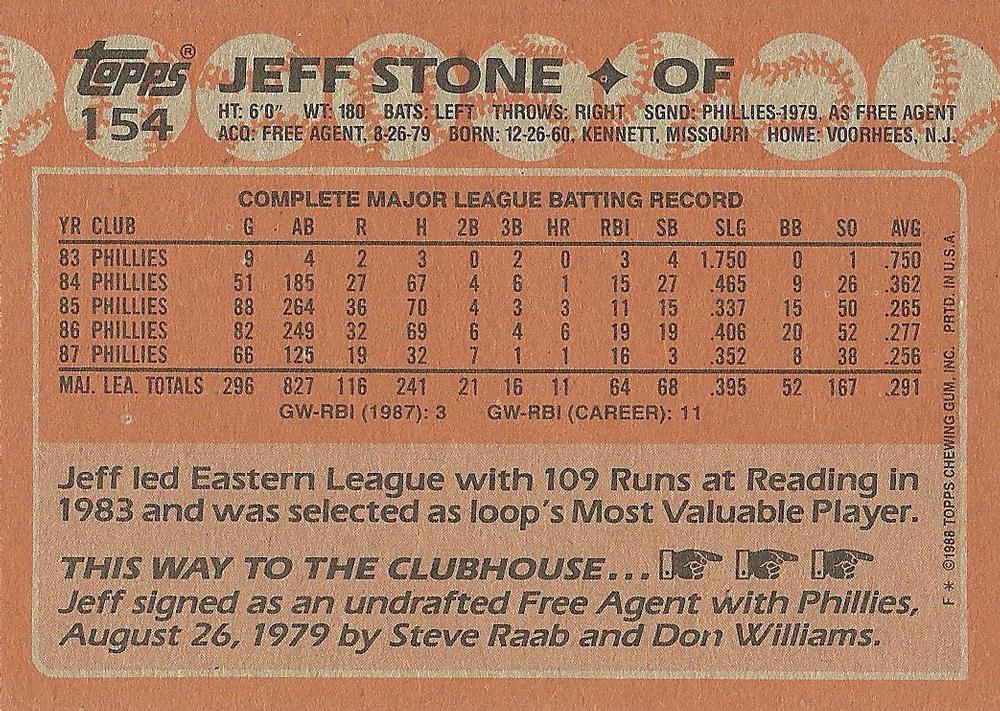 topps® JEFF STONE ✦ OF
154
HT: 6'0" WT: 180 BATS: LEFT THROWS: RIGHT SGND: PHILLIES-1979, AS FREE AGENT
ACQ: FREE AGENT, 8-26-79 BORN: 12-26-60, KENNETT, MISSOURI HOME: VOORHEES, N.J.
COMPLETE MAJOR LEAGUE BATTING RECORD
YR CLUB G AB R H 2B 3B HR RBI SB SLG BB SO AVG
83 PHILLIES 9 4 2 3 0 2 0 3 4 1.750 0 1 .750
84 PHILLIES 51 185 27 67 4 6 1 15 27 .465 9 26 .362
85 PHILLIES 88 264 36 70 4 3 3 11 15 .337 15 50 .265
86 PHILLIES 82 249 32 69 6 4 6 19 19 .406 20 52 .277
87 PHILLIES 66 125 19 32 7 1 1 16 3 .352 8 38 .256
MAJ. LEA. TOTALS 296 827 116 241 21 16 11 64 68 .395 52 167 .291
GW-RBI (1987): 3 GW-RBI (CAREER): 11
Jeff led Eastern League with 109 Runs at Reading in
1983 and was selected as loop's Most Valuable Player.
THIS WAY TO THE CLUBHOUSE...
Jeff signed as an undrafted Free Agent with Phillies,
August 26, 1979 by Steve Raab and Don Williams.
F * ©1988 TOPPS CHEWING GUM, INC. PRTD. IN U.S.A.